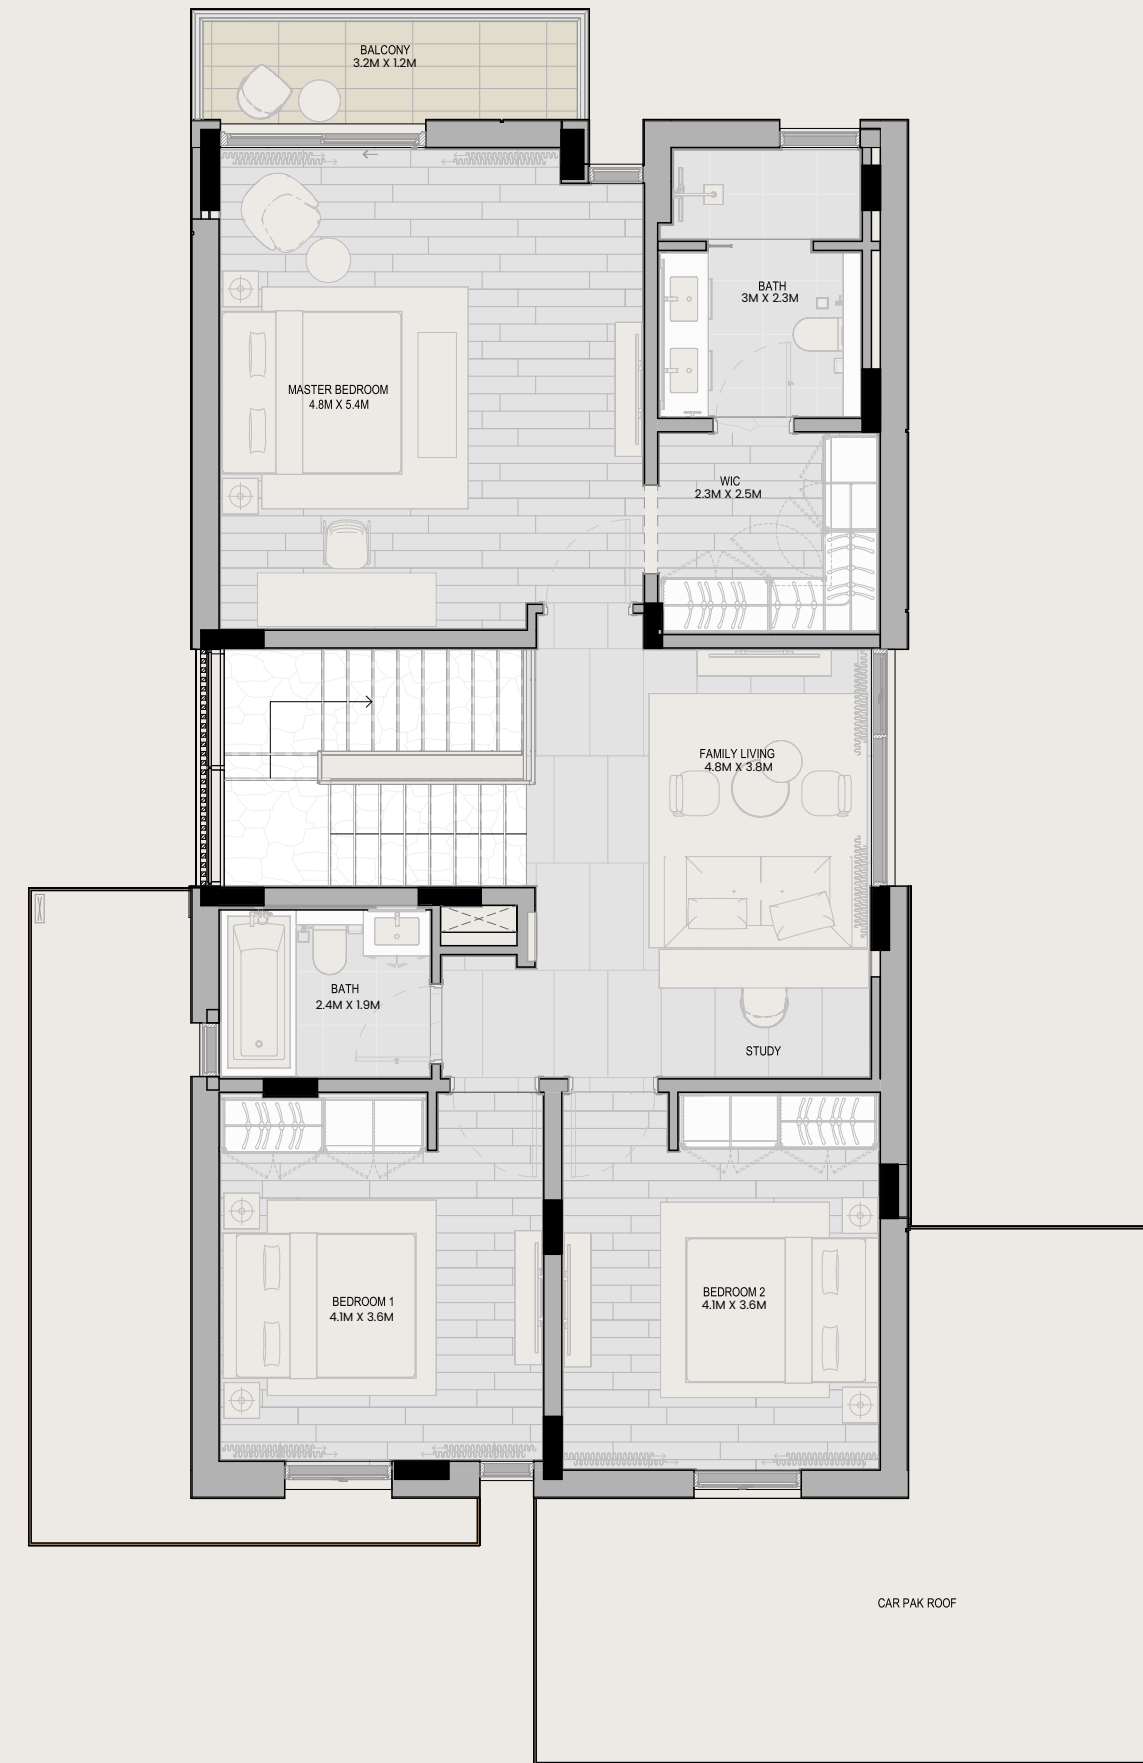 BALCONY
3.2M X 1.2M
BATH
3M X 2.3M
MASTER BEDROOM
4.8M X 5.4M
WIC
2.3M X 2.5M
FAMILY LIVING
4.8M X 3.8M
BATH
2.4M X 1.9M
STUDY
BEDROOM 1
4.1M X 3.6M
BEDROOM 2
4.1M X 3.6M
CAR PAK ROOF